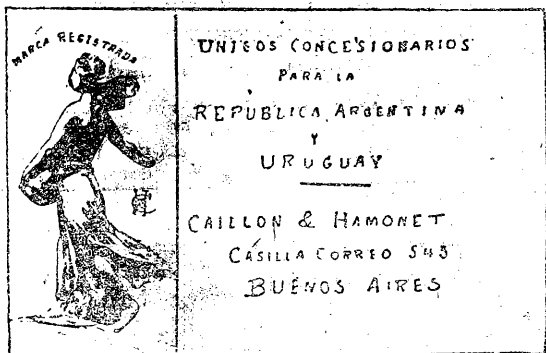 MARCA REGISTRADA
UNICOS CONCESIONARIOS
PARA LA
REPUBLICA ARGENTINA
Y
URUGUAY
CAILLON & HAMONET
CASILLA CORREO 543
BUENOS AIRES